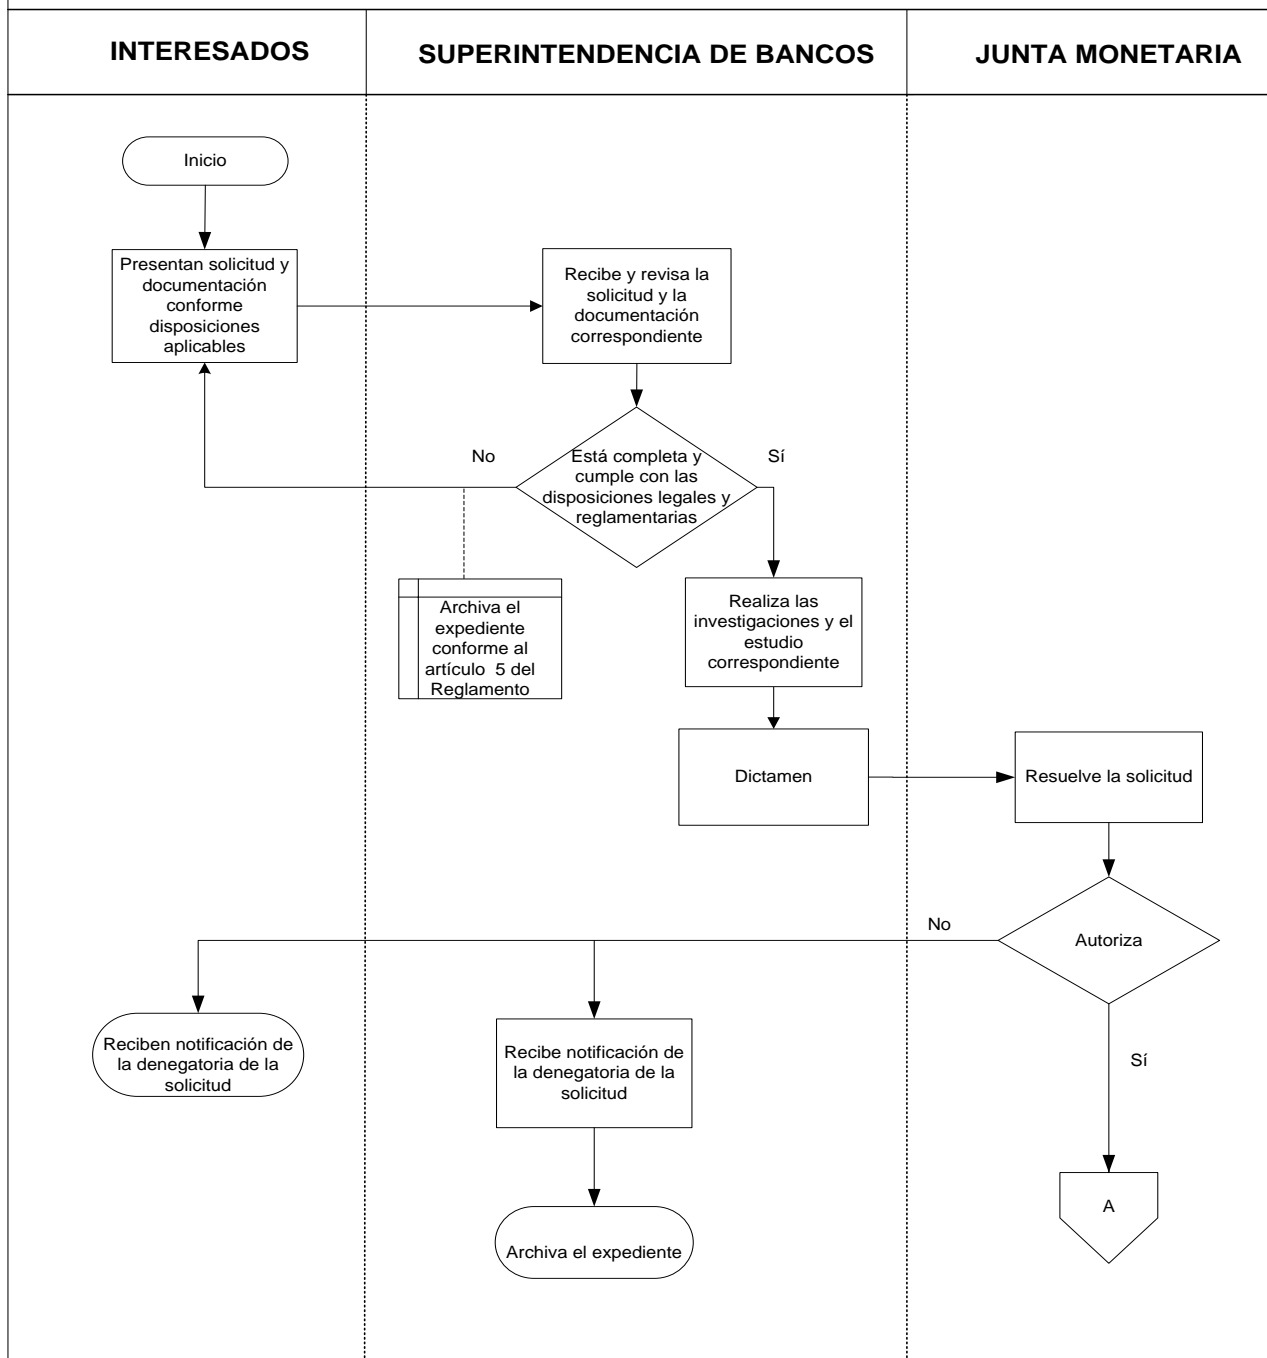 INTERESADOS
SUPERINTENDENCIA DE BANCOS
JUNTA MONETARIA
Inicio
Presentan solicitud y
documentación
conforme
disposiciones
aplicables
Recibe y revisa la
solicitud y la
documentación
correspondiente
No
Está completa y
cumple con las
disposiciones legales y
reglamentarias
Sí
Archiva el
expediente
conforme al
artículo 5 del
Reglamento
Realiza las
investigaciones y el
estudio
correspondiente
Dictamen
Resuelve la solicitud
No
Autoriza
Reciben notificación de
la denegatoria de la
solicitud
Recibe notificación de
la denegatoria de la
solicitud
Sí
A
Archiva el expediente